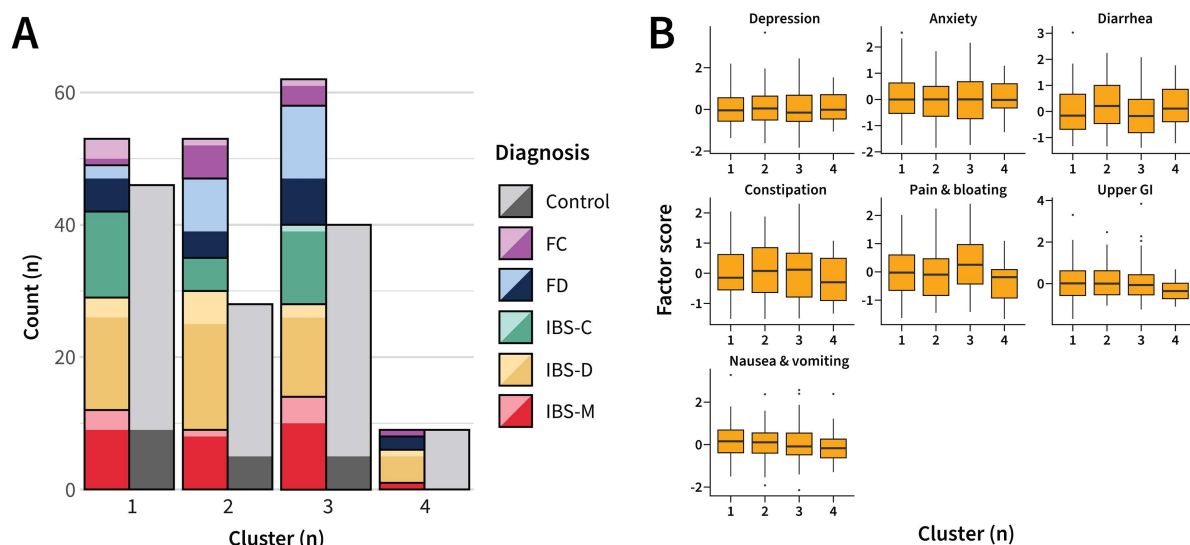 A
Count (n)
60
40
20
0
1 2 3 4
Cluster (n)
Diagnosis
Control
FC
FD
IBS-C
IBS-D
IBS-M
B
Factor score
Depression
2
0
-2
1 2 3 4
Anxiety
2
1
0
-1
-2
1 2 3 4
Diarrhea
3
2
1
0
-1
1 2 3 4
Constipation
2
1
0
-1
1 2 3 4
Pain & bloating
2
1
0
-1
1 2 3 4
Upper GI
4
2
0
1 2 3 4
Nausea & vomiting
2
0
-2
1 2 3 4
Cluster (n)